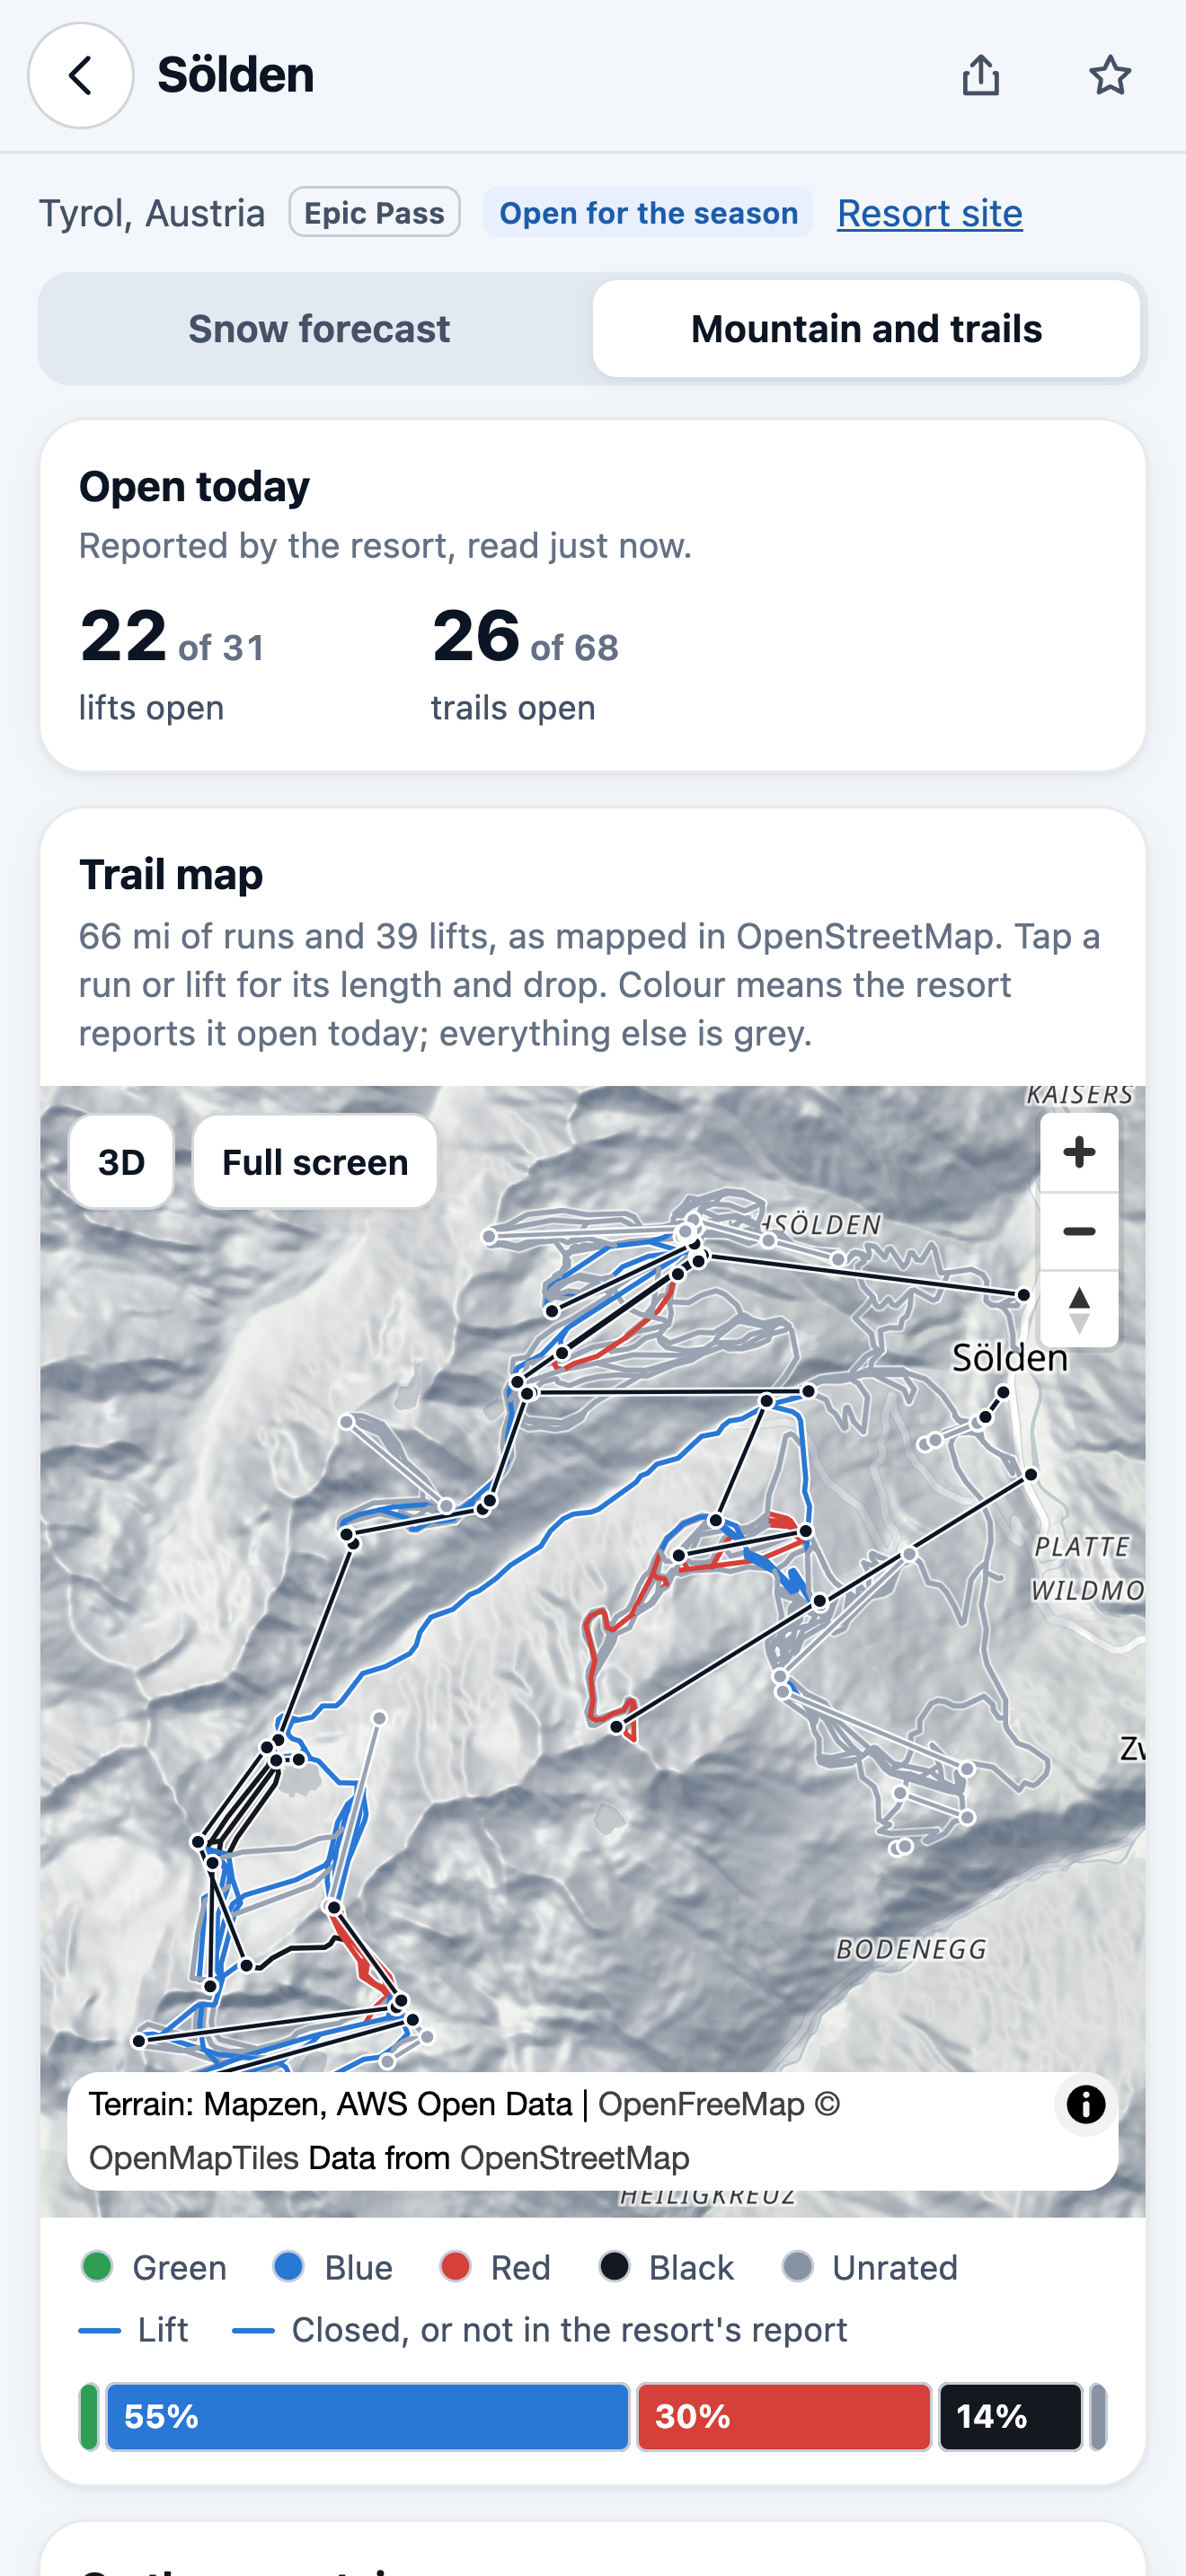 Sölden
Tyrol, Austria Epic Pass Open for the season Resort site
Snow forecast Mountain and trails
Open today
Reported by the resort, read just now.
22 of 31 26 of 68
lifts open trails open
Trail map
66 mi of runs and 39 lifts, as mapped in OpenStreetMap. Tap a
run or lift for its length and drop. Colour means the resort
reports it open today; everything else is grey.
KAISERS
3D Full screen
HSÖLDEN
Sölden
PLATTE
WILDMO
Zw
BODENEGG
Terrain: Mapzen, AWS Open Data | OpenFreeMap ©
OpenMapTiles Data from OpenStreetMap
HEILIGKREUZ
Green Blue Red Black Unrated
Lift Closed, or not in the resort's report
55% 30% 14%